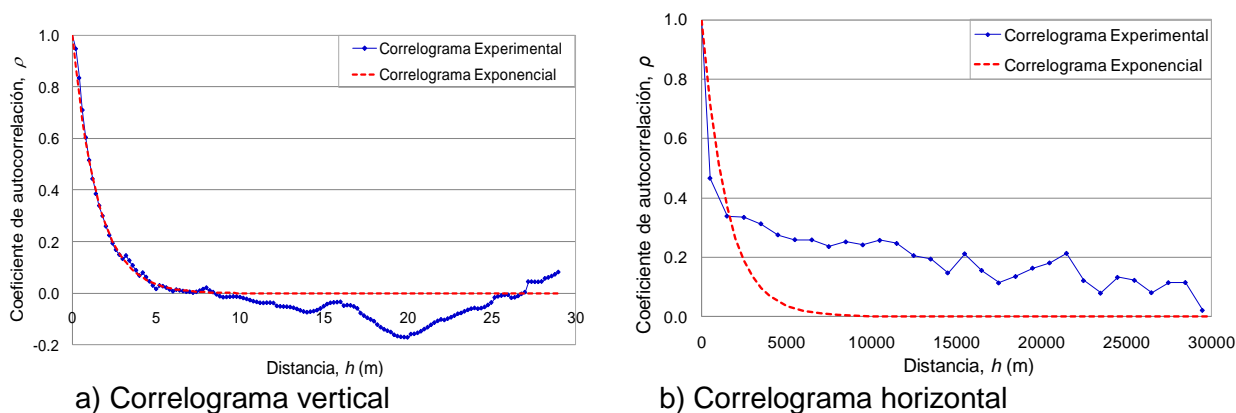 1.0
0.8
0.6
0.4
0.2
0.0
-0.2
0
5
10
15
20
25
30
Coeficiente de autocorrelación, ρ
Distancia, h (m)
Correlograma Experimental
Correlograma Exponencial
a) Correlograma vertical
1.0
0.8
0.6
0.4
0.2
0.0
0
5000
10000
15000
20000
25000
30000
Coeficiente de autocorrelación, ρ
Distancia, h (m)
Correlograma Experimental
Correlograma Exponencial
b) Correlograma horizontal